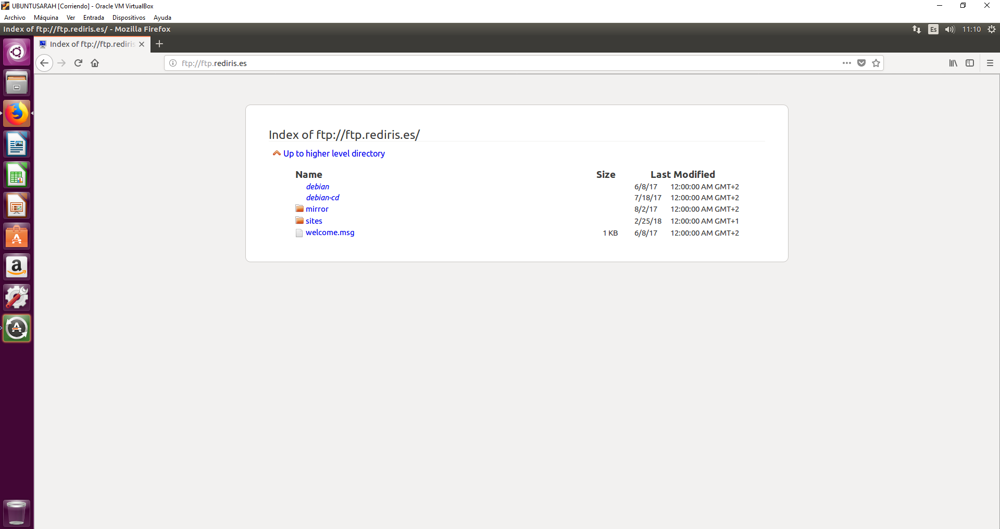 UBUNTUSARAH [Corriendo] - Oracle VM VirtualBox
Archivo Máquina Ver Entrada Dispositivos Ayuda
Index of ftp://ftp.rediris.es/ - Mozilla Firefox
Es 11:10
Index of ftp://ftp.rediris
ftp://ftp.rediris.es
Index of ftp://ftp.rediris.es/
Up to higher level directory
Name Size Last Modified
debian 6/8/17 12:00:00 AM GMT+2
debian-cd 7/18/17 12:00:00 AM GMT+2
mirror 8/2/17 12:00:00 AM GMT+2
sites 2/25/18 12:00:00 AM GMT+1
welcome.msg 1 KB 6/8/17 12:00:00 AM GMT+2